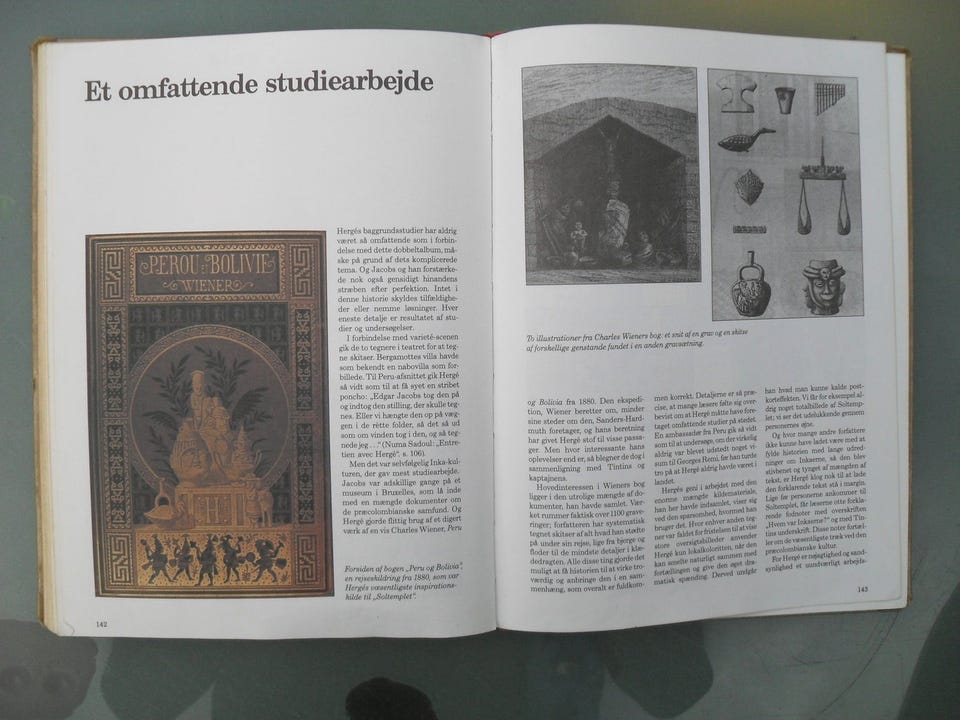 Et omfattende studiearbejde
PEROU ET BOLIVIE
WIENER
Hergés baggrundsstudier har aldrig
været så omfattende som i forbin-
delse med dette dobbeltalbum, må-
ske på grund af dets komplicerede
tema. Og Jacobs og han forstærke-
de nok også gensidigt hinandens
stræben efter perfektion. Intet i
denne historie skyldes tilfældighe-
der eller nemme løsninger. Hver
eneste detalje er resultatet af stu-
dier og undersøgelser.
I forbindelse med varieté-scenen
gik de to tegnere i teatret for at teg-
ne skitser. Bergamottes villa havde
som bekendt en nabovilla som for-
billede. Til Peru-afsnittet gik Hergé
så vidt som til at få syet en stribet
poncho: „Edgar Jacobs tog den på
og indtog den stilling, der skulle teg-
nes. Eller vi hængte den op på væg-
gen i de rette folder, så det så ud
som om vinden tog i den, og så teg-
nede jeg . . .“ (Numa Sadoul: „Entre-
tien avec Hergé“. s. 106).
Men det var selvfølgelig Inka-kul-
turen, der gav mest studiearbejde.
Jacobs var adskillige gange på et
museum i Bruxelles, som lå inde
med en mængde dokumenter om
de præcolombianske samfund. Og
Hergé gjorde flittig brug af et digert
værk af en vis Charles Wiener, Peru
Forsiden af bogen „Peru og Bolivia“,
en rejseskildring fra 1880, som var
Hergés væsentligste inspirations-
kilde til „Soltemplet“.
142
To illustrationer fra Charles Wieners bog: et snit af en grav og en skitse
af forskellige genstande fundet i en anden gravsætning.
og Bolivia fra 1880. Den ekspedi-
tion, Wiener beretter om, minder
sine steder om den, Sanders-Hard-
muth foretager, og hans beretning
har givet Hergé stof til visse passa-
ger. Men hvor interessante hans
oplevelser end er, så blegner de dog i
sammenligning med Tintins og
kaptajnens.
Hovedinteressen i Wieners bog
ligger i den utrolige mængde af do-
kumenter, han havde samlet. Vær-
ket rummer faktisk over 1100 grave-
ringer; forfatteren har systematisk
tegnet skitser af alt hvad han stødte
på under sin rejse, lige fra bjerge og
floder til de mindste detaljer i klæ-
dedragten. Alle disse ting gjorde det
muligt at få historien til at virke tro-
værdig og anbringe den i en sam-
menhæng, som overalt er fuldkom-
men korrekt. Detaljerne er så præ-
cise, at mange læsere følte sig over-
bevist om at Hergé måtte have fore-
taget omfattende studier på stedet.
En ambassadør fra Peru gik så vidt
som til at undersøge, om der virkelig
aldrig var blevet udstedt noget vi-
sum til Georges Remi, før han turde
tro på at Hergé aldrig havde været i
landet.
Hergés geni i arbejdet med den
enorme mængde kildemateriale,
han her havde indsamlet, viser sig
ved den sparsomhed, hvormed han
bruger det. Hvor enhver anden teg-
ner var faldet for fristelsen til at vise
store oversigtsbilleder anvender
Hergé kun lokalkoloritten, når den
kan smelte naturligt sammen med
fortællingen og give den øget dra-
matisk spænding. Derved undgår
han hvad man kunne kalde post-
korteffekten. Vi får for eksempel al-
drig noget totalbillede af Soltemp-
let; vi ser det udelukkende gennem
personernes øjne.
Og hvor mange andre forfattere
ikke kunne have ladet være med at
fylde historien med lange udred-
ninger om Inkaerne, så den blev
stivbenet og tynget af mængden af
tekst, er Hergé klog nok til at lade
den forklarende tekst stå i margin.
Lige før personerne ankommer til
Soltemplet, får læserne otte forkla-
rende fodnoter med overskriften
„Hvem var Inkaerne?“ og med Tin-
tins underskrift. Disse noter fortæl-
ler om de væsentligste træk ved den
præcolombianske kultur.
For Hergé er nøjagtighed og sand-
synlighed et uundværligt arbejds-
143